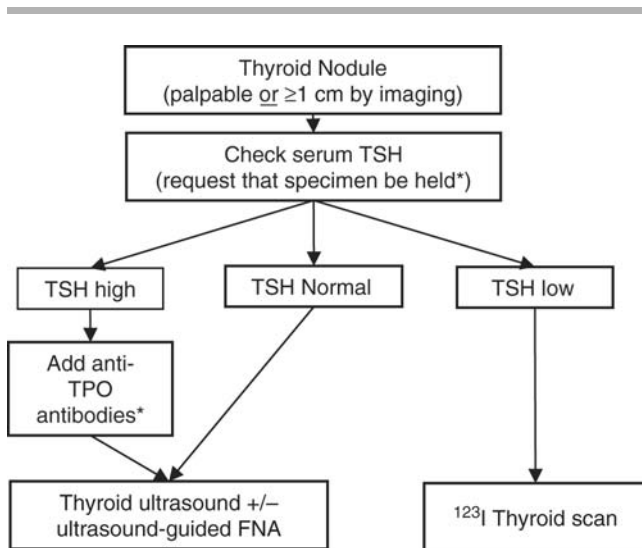 Thyroid Nodule
(palpable or ≥1 cm by imaging)
Check serum TSH
(request that specimen be held*)
TSH high
TSH Normal
TSH low
Add anti-
TPO
antibodies*
Thyroid ultrasound +/–
ultrasound-guided FNA
¹²³I Thyroid scan